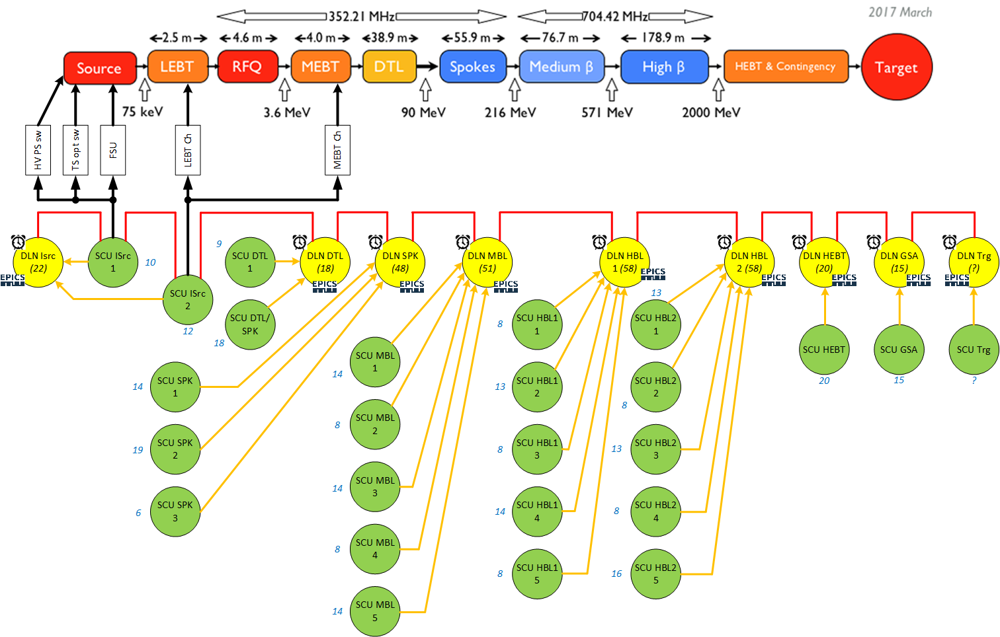 2017 March
352.21 MHz
704.42 MHz
2.5 m
4.6 m
4.0 m
38.9 m
55.9 m
76.7 m
178.9 m
Source
LEBT
RFQ
MEBT
DTL
Spokes
Medium β
High β
HEBT & Contingency
Target
75 keV
3.6 MeV
90 MeV
216 MeV
571 MeV
2000 MeV
HV PS sw
TS opt sw
FSU
LEBT Ch
MEBT Ch
DLN Isrc
(22)
EPICS
SCU ISrc
1
10
SCU ISrc
2
12
9
SCU DTL
1
SCU DTL/
SPK
18
DLN DTL
(18)
EPICS
DLN SPK
(48)
EPICS
DLN MBL
(51)
EPICS
DLN HBL
1 (58)
EPICS
DLN HBL
2 (58)
EPICS
DLN HEBT
(20)
EPICS
DLN GSA
(15)
EPICS
DLN Trg
(?)
EPICS
14
SCU SPK
1
19
SCU SPK
2
6
SCU SPK
3
14
SCU MBL
1
8
SCU MBL
2
14
SCU MBL
3
8
SCU MBL
4
14
SCU MBL
5
8
SCU HBL1
1
13
SCU HBL1
2
8
SCU HBL1
3
14
SCU HBL1
4
8
SCU HBL1
5
13
SCU HBL2
1
8
SCU HBL2
2
13
SCU HBL2
3
8
SCU HBL2
4
16
SCU HBL2
5
SCU HEBT
20
SCU GSA
15
SCU Trg
?